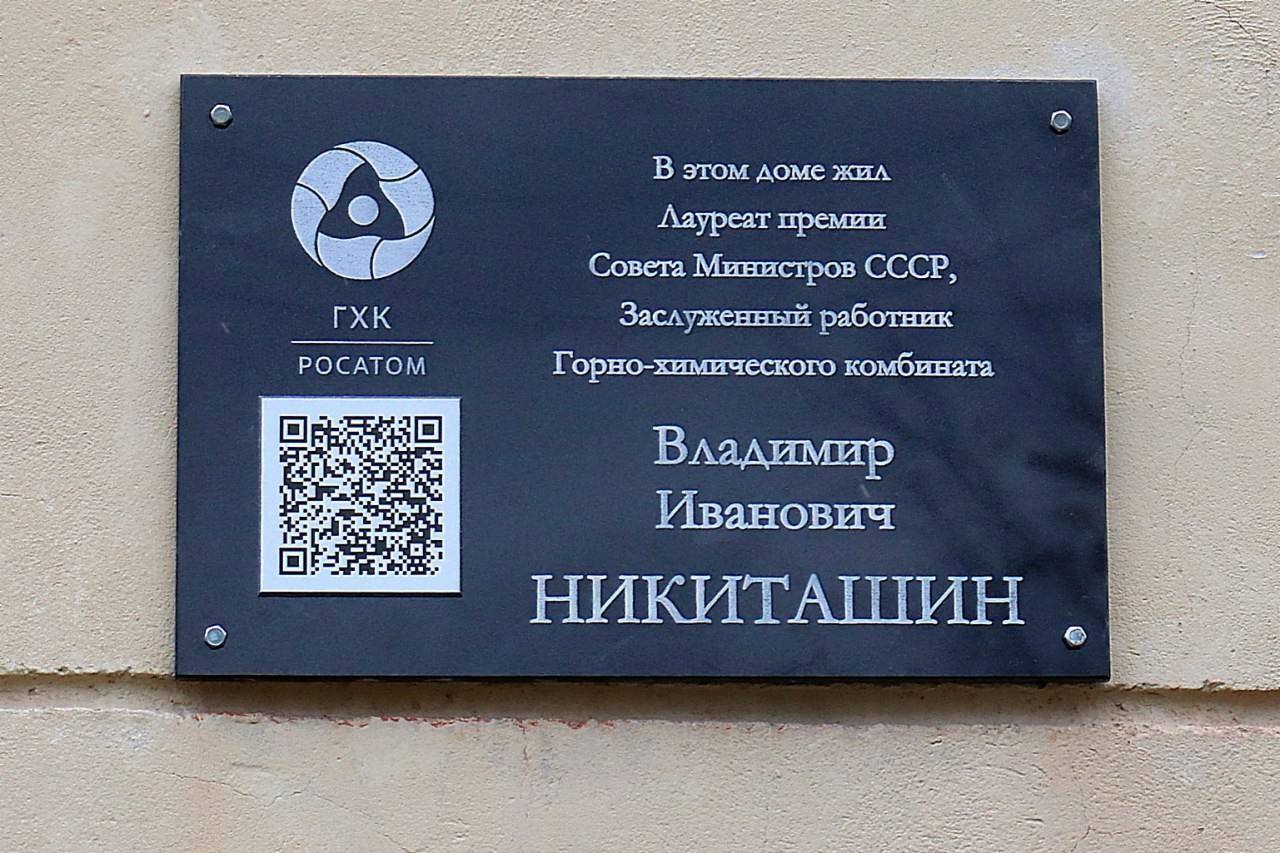 ГХК
РОСАТОМ
В этом доме жил
Лауреат премии
Совета Министров СССР,
Заслуженный работник
Горно-химического комбината
Владимир
Иванович
НИКИТАШИН